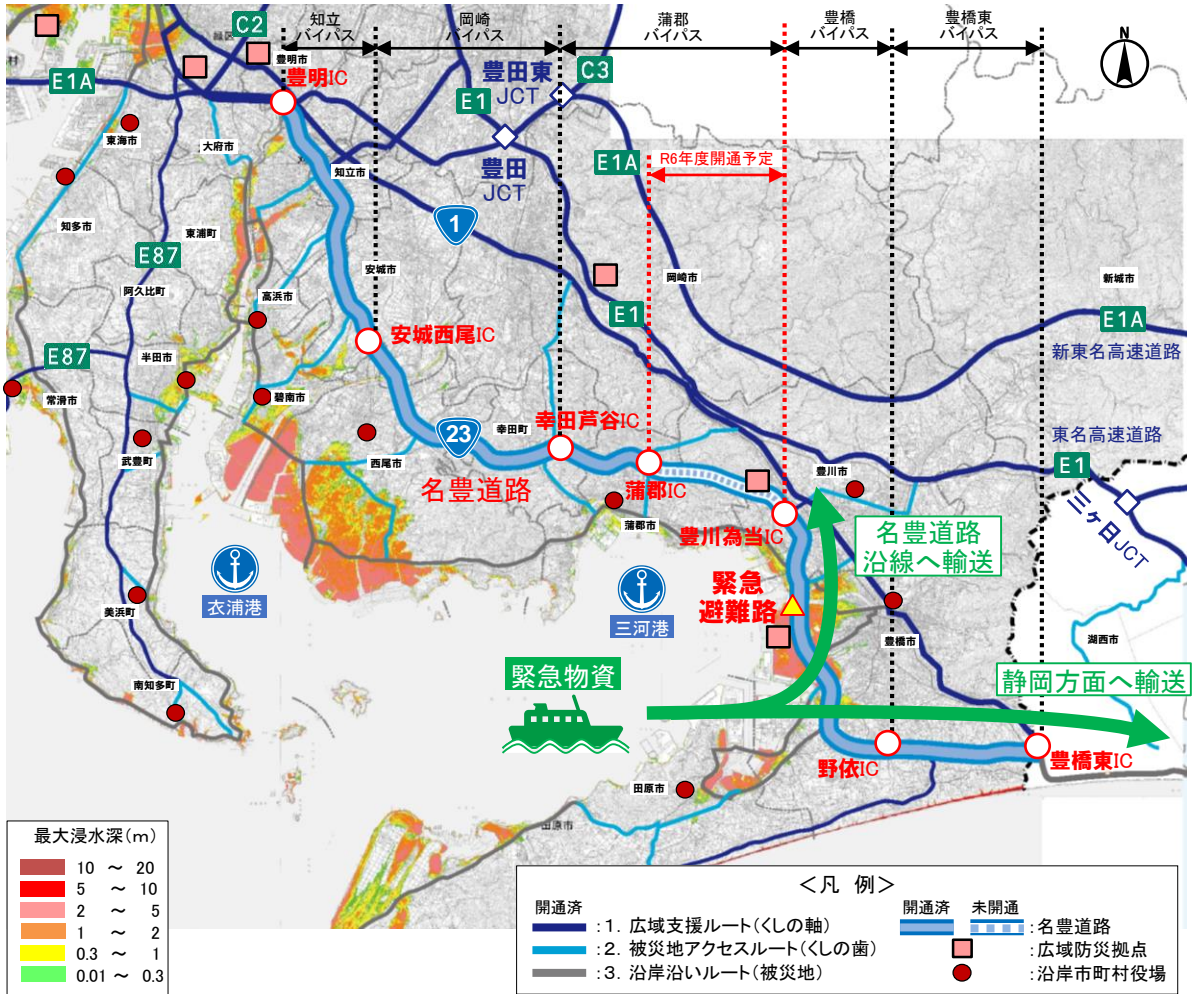 知立
バイパス
岡崎
バイパス
蒲郡
バイパス
豊橋
バイパス
豊橋東
バイパス
N
C2
緑区
豊明市
豊明IC
E1A
豊田東
JCT
C3
E1
豊田
JCT
E1A
R6年度開通予定
東海市
大府市
知立市
知多市
東浦町
1
E87
安城市
岡崎市
新城市
阿久比町
高浜市
E1
E1A
安城西尾IC
新東名高速道路
E87
半田市
常滑市
碧南市
幸田芦谷IC
23
幸田町
東名高速道路
武豊町
西尾市
E1
名豊道路
蒲郡IC
豊川市
三ヶ日JCT
蒲郡市
豊川為当IC
名豊道路
沿線へ輸送
衣浦港
三河港
緊急
避難路
美浜町
豊橋市
湖西市
南知多町
緊急物資
静岡方面へ輸送
野依IC
豊橋東IC
田原市
田原市
最大浸水深(m)
10 ~ 20
5 ~ 10
2 ~ 5
1 ~ 2
0.3 ~ 1
0.01 ~ 0.3
<凡 例>
開通済
:1. 広域支援ルート(くしの軸)
:2. 被災地アクセスルート(くしの歯)
:3. 沿岸沿いルート(被災地)
開通済 未開通
:名豊道路
:広域防災拠点
:沿岸市町村役場